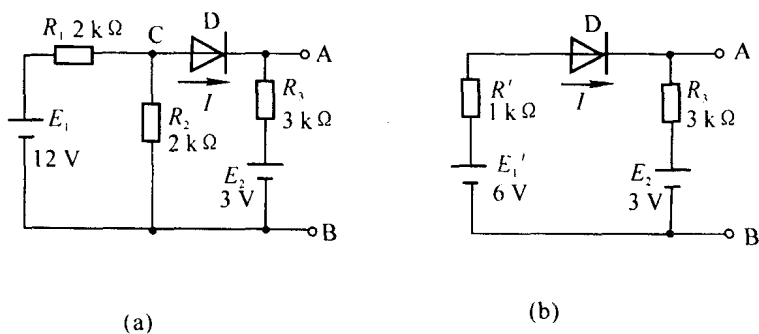 R₁ 2 kΩ
C
D
A
I
E₁
12 V
R₂
2 kΩ
R₃
3 kΩ
E₂
3 V
B
(a)
D
A
I
R'
1 kΩ
E₁'
6 V
R₃
3 kΩ
E₂
3 V
B
(b)